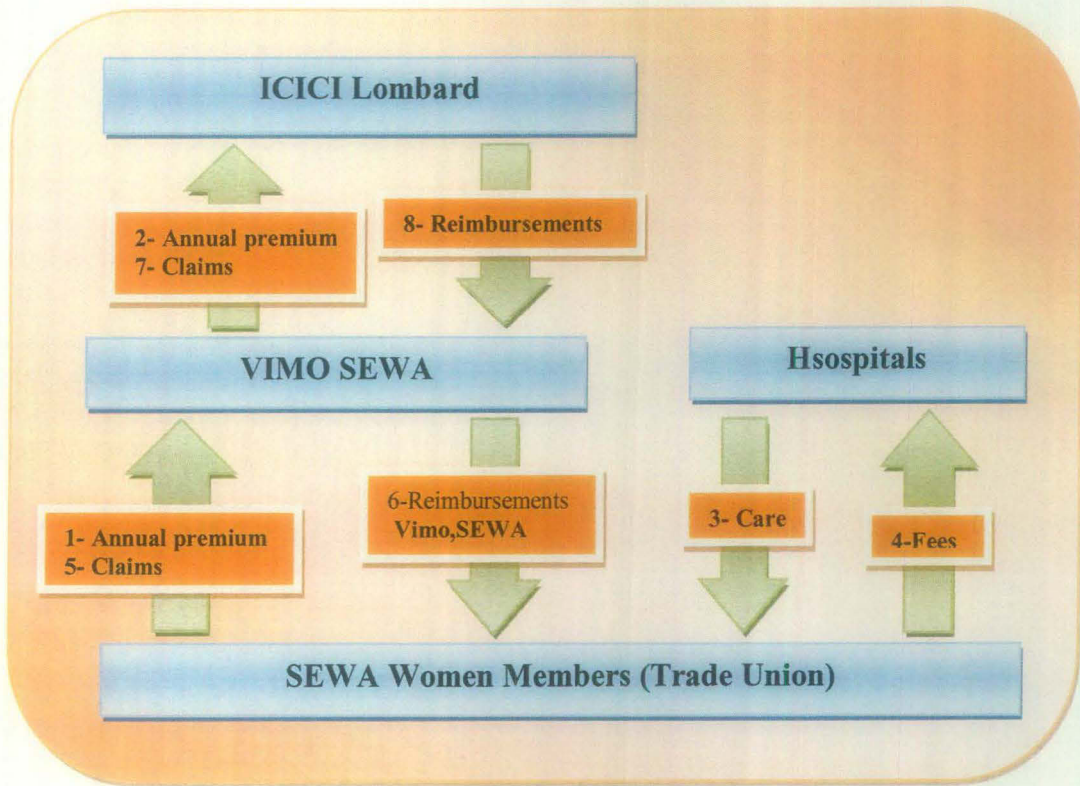 ICICI Lombard
2- Annual premium
7- Claims
8- Reimbursements
VIMO SEWA
Hsospitals
1- Annual premium
5- Claims
6-Reimbursements
Vimo,SEWA
3- Care
4-Fees
SEWA Women Members (Trade Union)